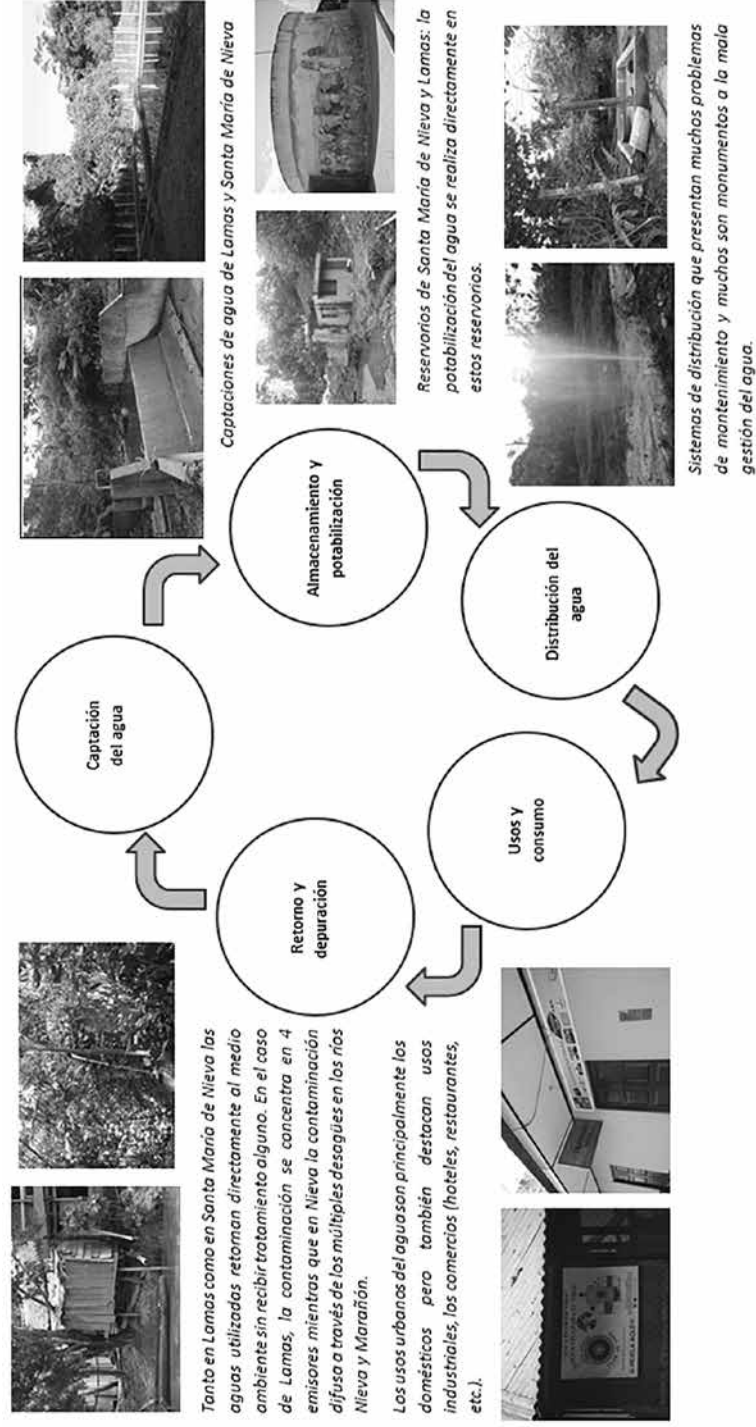 Captaciones de agua de Lamas y Santa María de Nieva
Reservorios de Santa María de Nieva y Lamas: la
potabilización del agua se realiza directamente en
estos reservorios.
Sistemas de distribución que presentan muchos problemas
de mantenimiento y muchos son monumentos a la mala
gestión del agua.
Captación
del agua
Almacenamiento y
potabilización
Distribución del
agua
Usos y
consumo
Retorno y
depuración
Tanto en Lamas como en Santa María de Nieva las
aguas utilizadas retornan directamente al medio
ambiente sin recibir tratamiento alguno. En el caso
de Lamas, la contaminación se concentra en 4
emisores mientras que en Nieva la contaminación
difusa a través de los múltiples desagües en los ríos
Nieva y Marañón.
Los usos urbanos del agua son principalmente los
domésticos pero también destacan usos
industriales, los comercios (hoteles, restaurantes,
etc.).